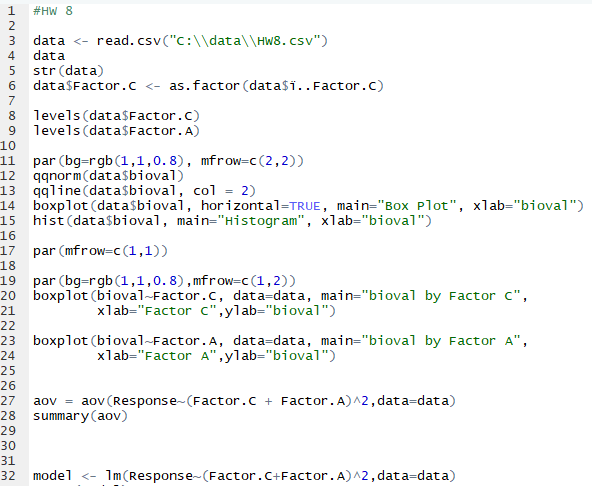 1 #HW 8
2
3 data <- read.csv("C:\\data\\HW8.csv")
4 data
5 str(data)
6 data$Factor.C <- as.factor(data$ï..Factor.C)
7
8 levels(data$Factor.C)
9 levels(data$Factor.A)
10
11 par(bg=rgb(1,1,0.8), mfrow=c(2,2))
12 qqnorm(data$bioval)
13 qqline(data$bioval, col = 2)
14 boxplot(data$bioval, horizontal=TRUE, main="Box Plot", xlab="bioval")
15 hist(data$bioval, main="Histogram", xlab="bioval")
16
17 par(mfrow=c(1,1))
18
19 par(bg=rgb(1,1,0.8),mfrow=c(1,2))
20 boxplot(bioval~Factor.C, data=data, main="bioval by Factor C",
21 xlab="Factor C",ylab="bioval")
22
23 boxplot(bioval~Factor.A, data=data, main="bioval by Factor A",
24 xlab="Factor A",ylab="bioval")
25
26
27 aov = aov(Response~(Factor.C + Factor.A)^2,data=data)
28 summary(aov)
29
30
31
32 model <- lm(Response~(Factor.C+Factor.A)^2,data=data)